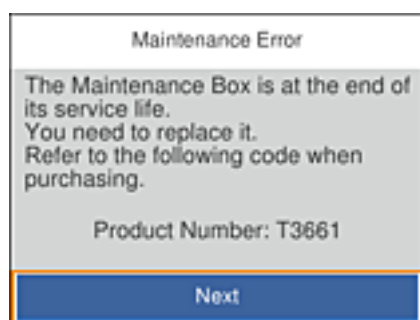 Maintenance Error
The Maintenance Box is at the end of
its service life.
You need to replace it.
Refer to the following code when
purchasing.
Product Number: T3661
Next